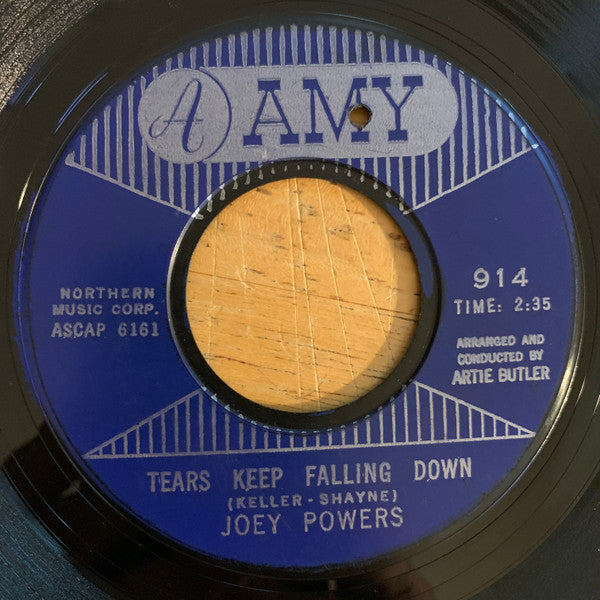 A AMY
NORTHERN
MUSIC CORP.
ASCAP 6161
914
TIME: 2:35
ARRANGED AND
CONDUCTED BY
ARTIE BUTLER
TEARS KEEP FALLING DOWN
(KELLER - SHAYNE)
JOEY POWERS